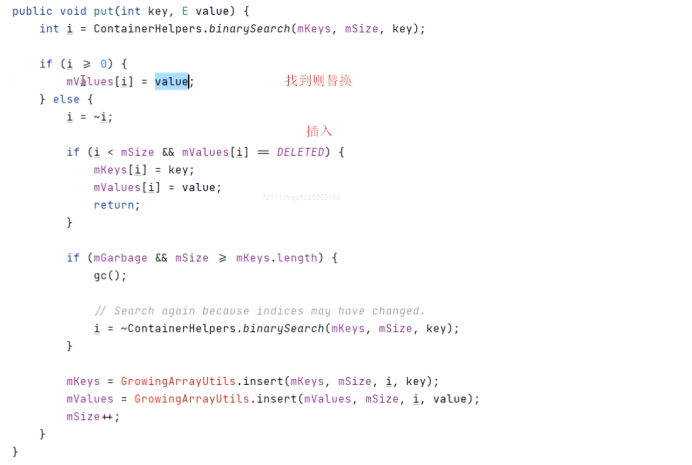 public void put(int key, E value) {
    int i = ContainerHelpers.binarySearch(mKeys, mSize, key);

    if (i ≥ 0) {
        mValues[i] = value;    找到则替换
    } else {
        i = ~i;
        插入
        if (i < mSize && mValues[i] == DELETED) {
            mKeys[i] = key;
            mValues[i] = value;
            return;
        }

        if (mGarbage && mSize ≥ mKeys.length) {
            gc();

            // Search again because indices may have changed.
            i = ~ContainerHelpers.binarySearch(mKeys, mSize, key);
        }

        mKeys = GrowingArrayUtils.insert(mKeys, mSize, i, key);
        mValues = GrowingArrayUtils.insert(mValues, mSize, i, value);
        mSize++;
    }
}